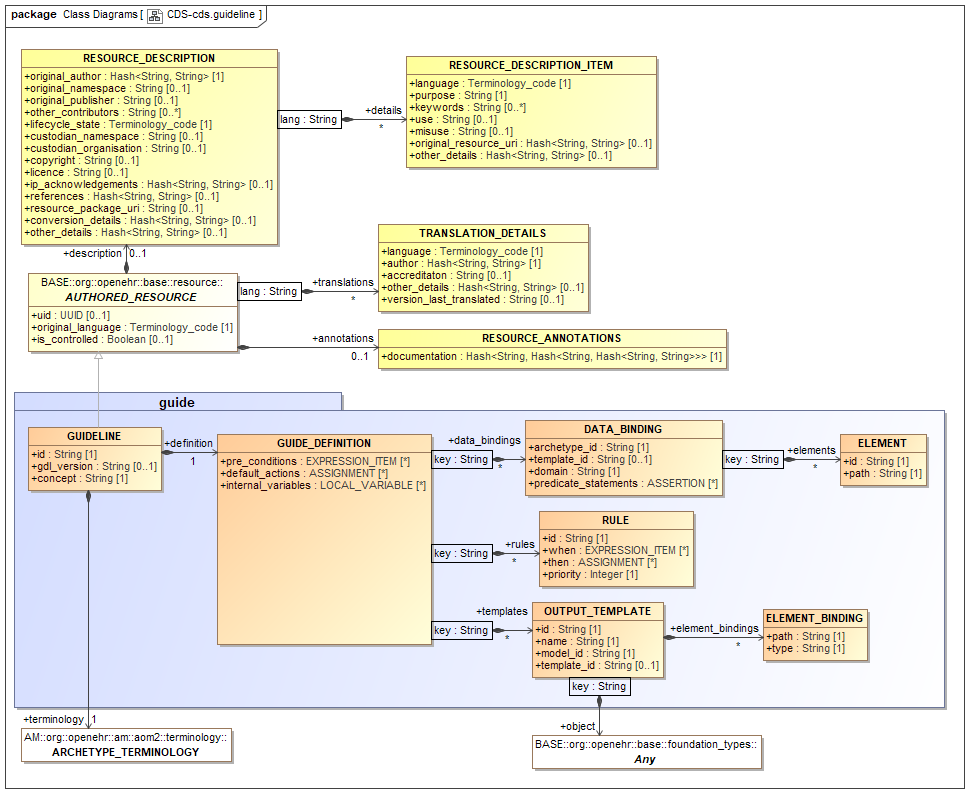 package Class Diagrams [ CDS-cds.guideline ]
RESOURCE_DESCRIPTION
+original_author : Hash<String, String> [1]
+original_namespace : String [0..1]
+original_publisher : String [0..1]
+other_contributors : String [0..*]
+lifecycle_state : Terminology_code [1]
+custodian_namespace : String [0..1]
+custodian_organisation : String [0..1]
+copyright : String [0..1]
+licence : String [0..1]
+ip_acknowledgements : Hash<String, String> [0..1]
+references : Hash<String, String> [0..1]
+resource_package_uri : String [0..1]
+conversion_details : Hash<String, String> [0..1]
+other_details : Hash<String, String> [0..1]
lang : String
+details
*
RESOURCE_DESCRIPTION_ITEM
+language : Terminology_code [1]
+purpose : String [1]
+keywords : String [0..*]
+use : String [0..1]
+misuse : String [0..1]
+original_resource_uri : Hash<String, String> [0..1]
+other_details : Hash<String, String> [0..1]
+description 0..1
BASE::org::openehr::base::resource::
AUTHORED_RESOURCE
+uid : UUID [0..1]
+original_language : Terminology_code [1]
+is_controlled : Boolean [0..1]
lang : String
+translations
*
TRANSLATION_DETAILS
+language : Terminology_code [1]
+author : Hash<String, String> [1]
+accreditaton : String [0..1]
+other_details : Hash<String, String> [0..1]
+version_last_translated : String [0..1]
+annotations
0..1
RESOURCE_ANNOTATIONS
+documentation : Hash<String, Hash<String, Hash<String, String>>> [1]
guide
GUIDELINE
+id : String [1]
+gdl_version : String [0..1]
+concept : String [1]
+definition
1
GUIDE_DEFINITION
+pre_conditions : EXPRESSION_ITEM [*]
+default_actions : ASSIGNMENT [*]
+internal_variables : LOCAL_VARIABLE [*]
key : String
+data_bindings
*
DATA_BINDING
+archetype_id : String [1]
+template_id : String [0..1]
+domain : String [1]
+predicate_statements : ASSERTION [*]
key : String
+elements
*
ELEMENT
+id : String [1]
+path : String [1]
key : String
+rules
*
RULE
+id : String [1]
+when : EXPRESSION_ITEM [*]
+then : ASSIGNMENT [*]
+priority : Integer [1]
key : String
+templates
*
OUTPUT_TEMPLATE
+id : String [1]
+name : String [1]
+model_id : String [1]
+template_id : String [0..1]
+element_bindings
*
ELEMENT_BINDING
+path : String [1]
+type : String [1]
key : String
+object
+terminology 1
AM::org::openehr::am::aom2::terminology::
ARCHETYPE_TERMINOLOGY
BASE::org::openehr::base::foundation_types::
Any